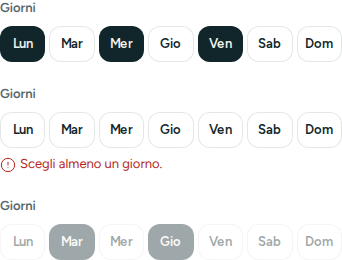 Giorni
Lun Mar Mer Gio Ven Sab Dom
Giorni
Lun Mar Mer Gio Ven Sab Dom
Scegli almeno un giorno.
Giorni
Lun Mar Mer Gio Ven Sab Dom